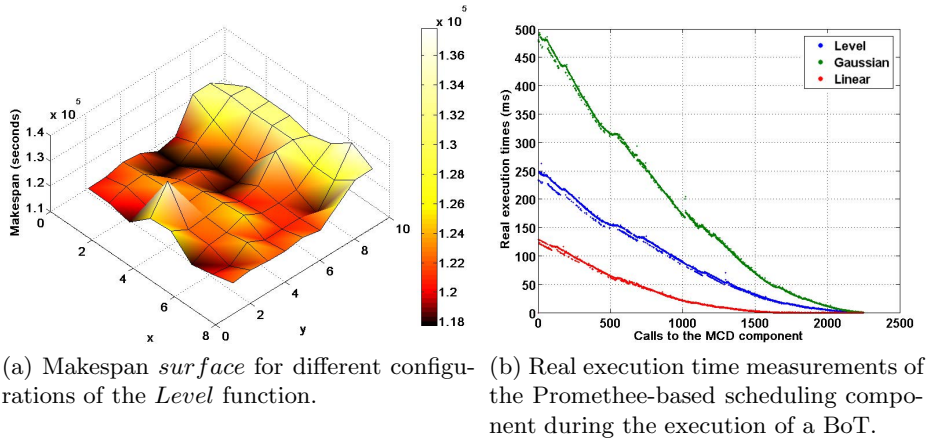 x 10^5
1.36
1.34
1.32
1.3
1.28
1.26
1.24
1.22
1.2
1.18
x 10^5
Makespan (seconds)
1.4
1.3
1.2
1.1
0
2
4
6
8
x
0
2
4
6
8
10
y
500
450
400
350
300
250
200
150
100
50
0
Real execution times (ms)
Level
Gaussian
Linear
0
500
1000
1500
2000
2500
Calls to the MCD component
(a) Makespan surface for different configu-
rations of the Level function.
(b) Real execution time measurements of
the Promethee-based scheduling compo-
nent during the execution of a BoT.